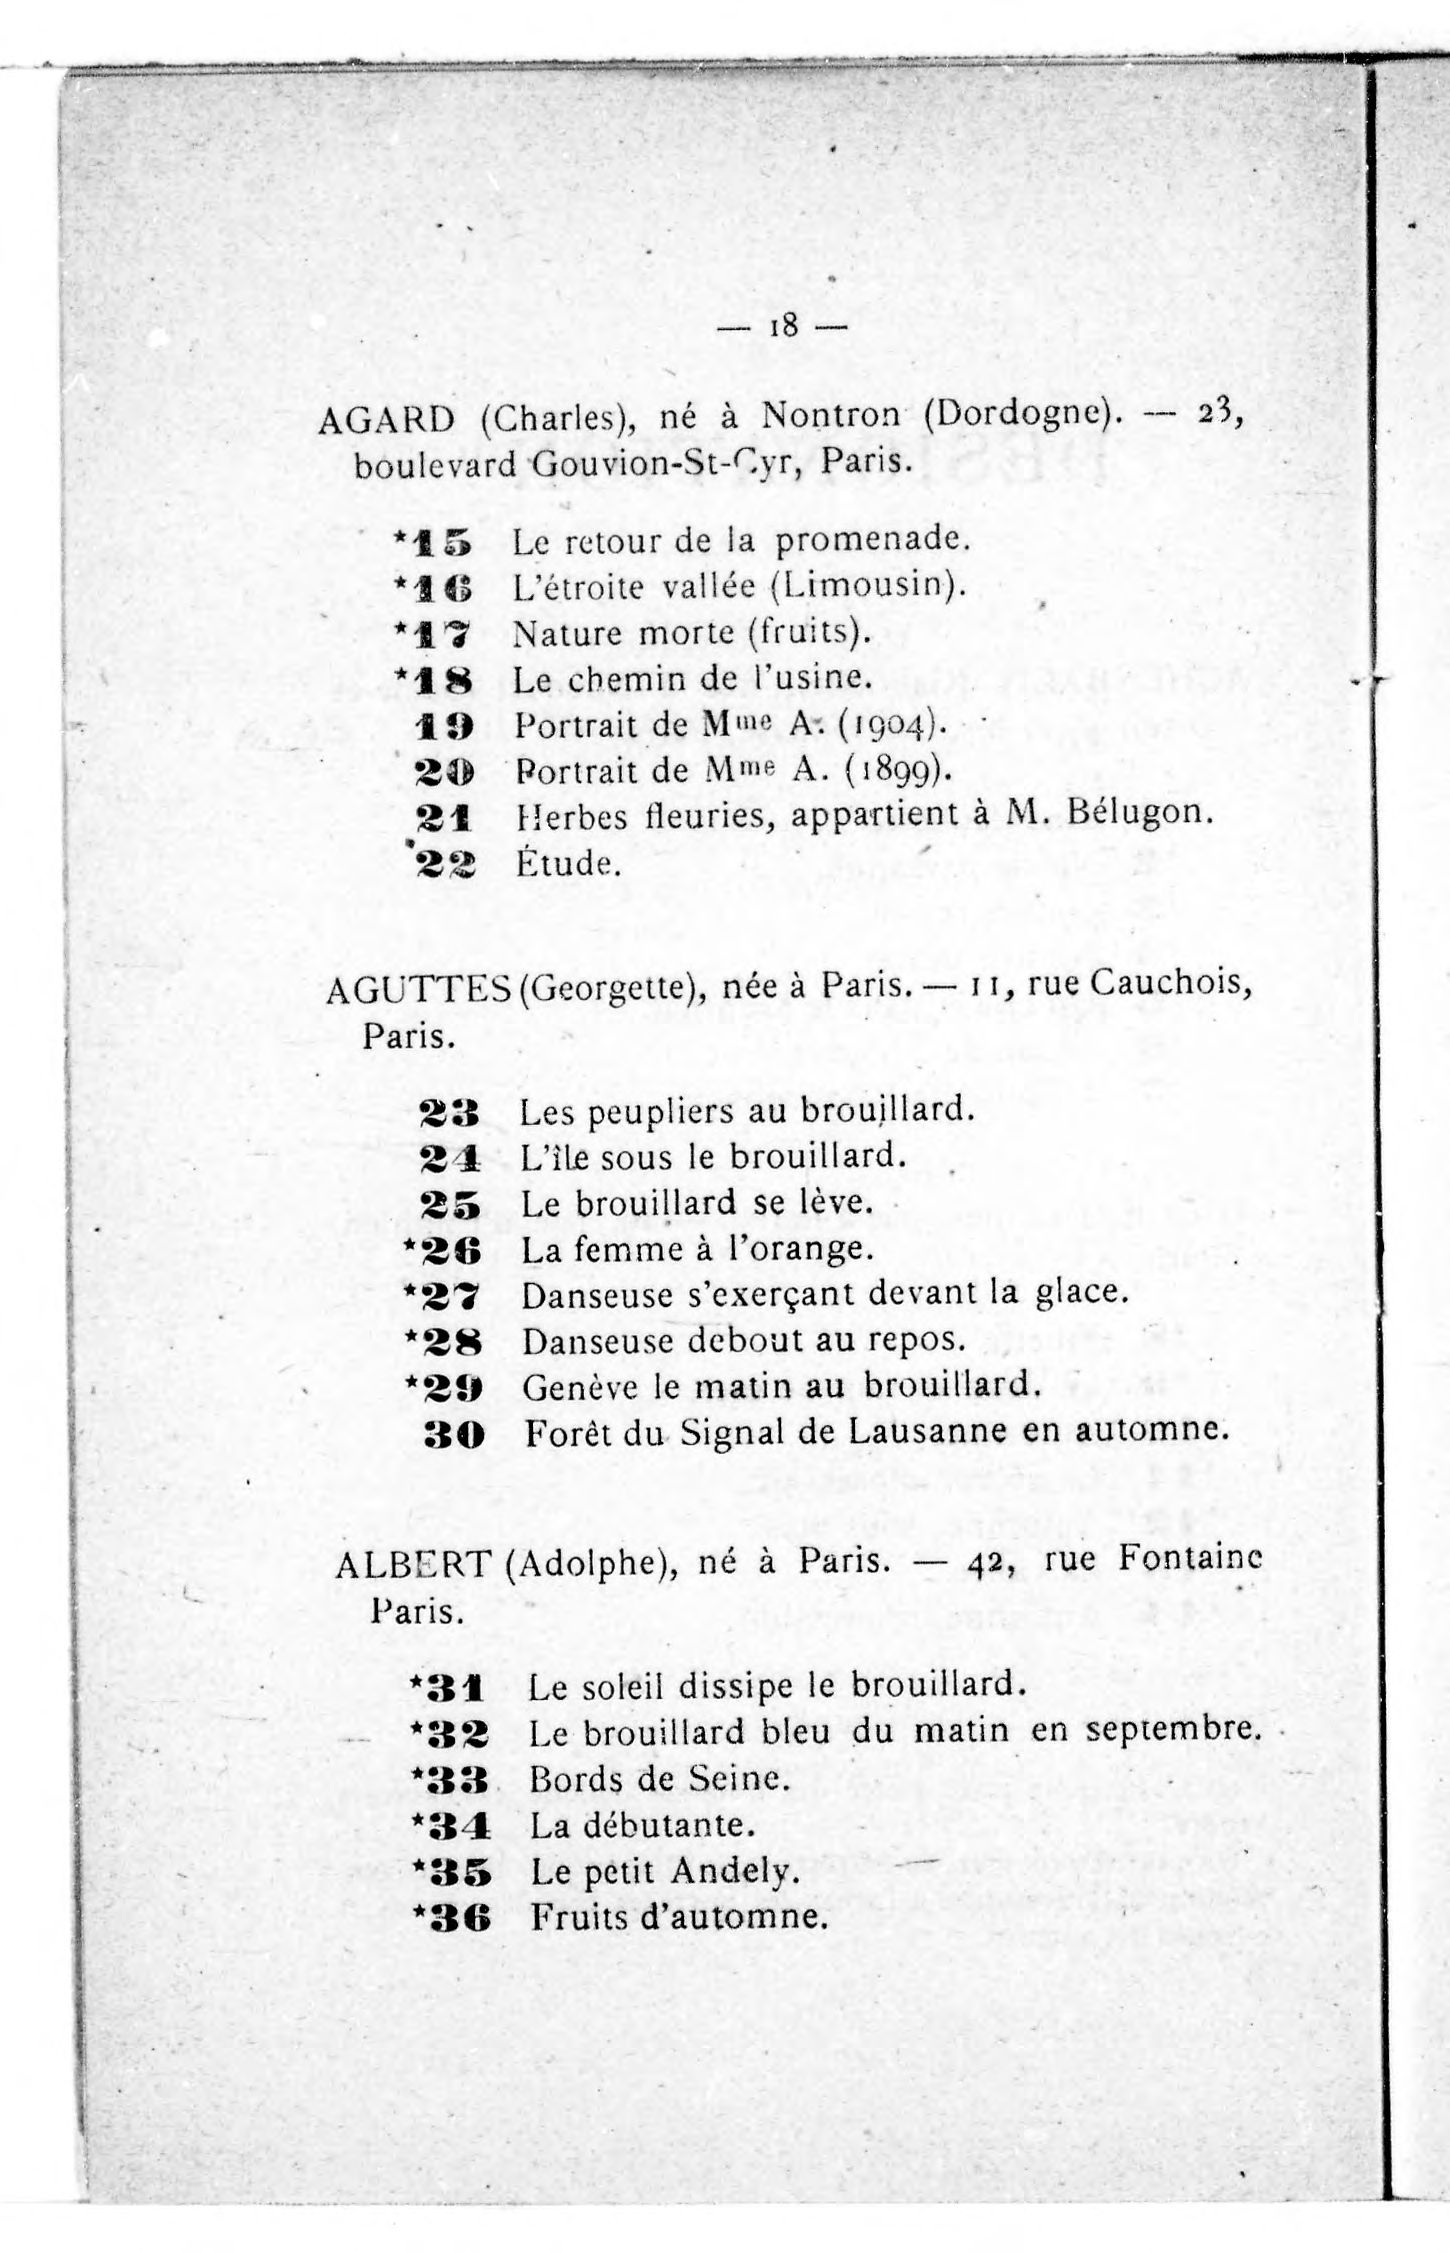 — 18 —
AGARD (Charles), né à Nontron (Dordogne). — 23,
boulevard Gouvion-St-Cyr, Paris.
*15 Le retour de la promenade.
*16 L'étroite vallée (Limousin).
*17 Nature morte (fruits).
*18 Le chemin de l'usine.
19 Portrait de Mme A. (1904).
20 Portrait de Mme A. (1899).
21 Herbes fleuries, appartient à M. Bélugon.
22 Étude.
AGUTTES (Georgette), née à Paris. — 11, rue Cauchois,
Paris.
23 Les peupliers au brouillard.
24 L'île sous le brouillard.
25 Le brouillard se lève.
*26 La femme à l'orange.
*27 Danseuse s'exerçant devant la glace.
*28 Danseuse debout au repos.
*29 Genève le matin au brouillard.
30 Forêt du Signal de Lausanne en automne.
ALBERT (Adolphe), né à Paris. — 42, rue Fontaine
Paris.
*31 Le soleil dissipe le brouillard.
*32 Le brouillard bleu du matin en septembre.
*33 Bords de Seine.
*34 La débutante.
*35 Le petit Andely.
*36 Fruits d'automne.